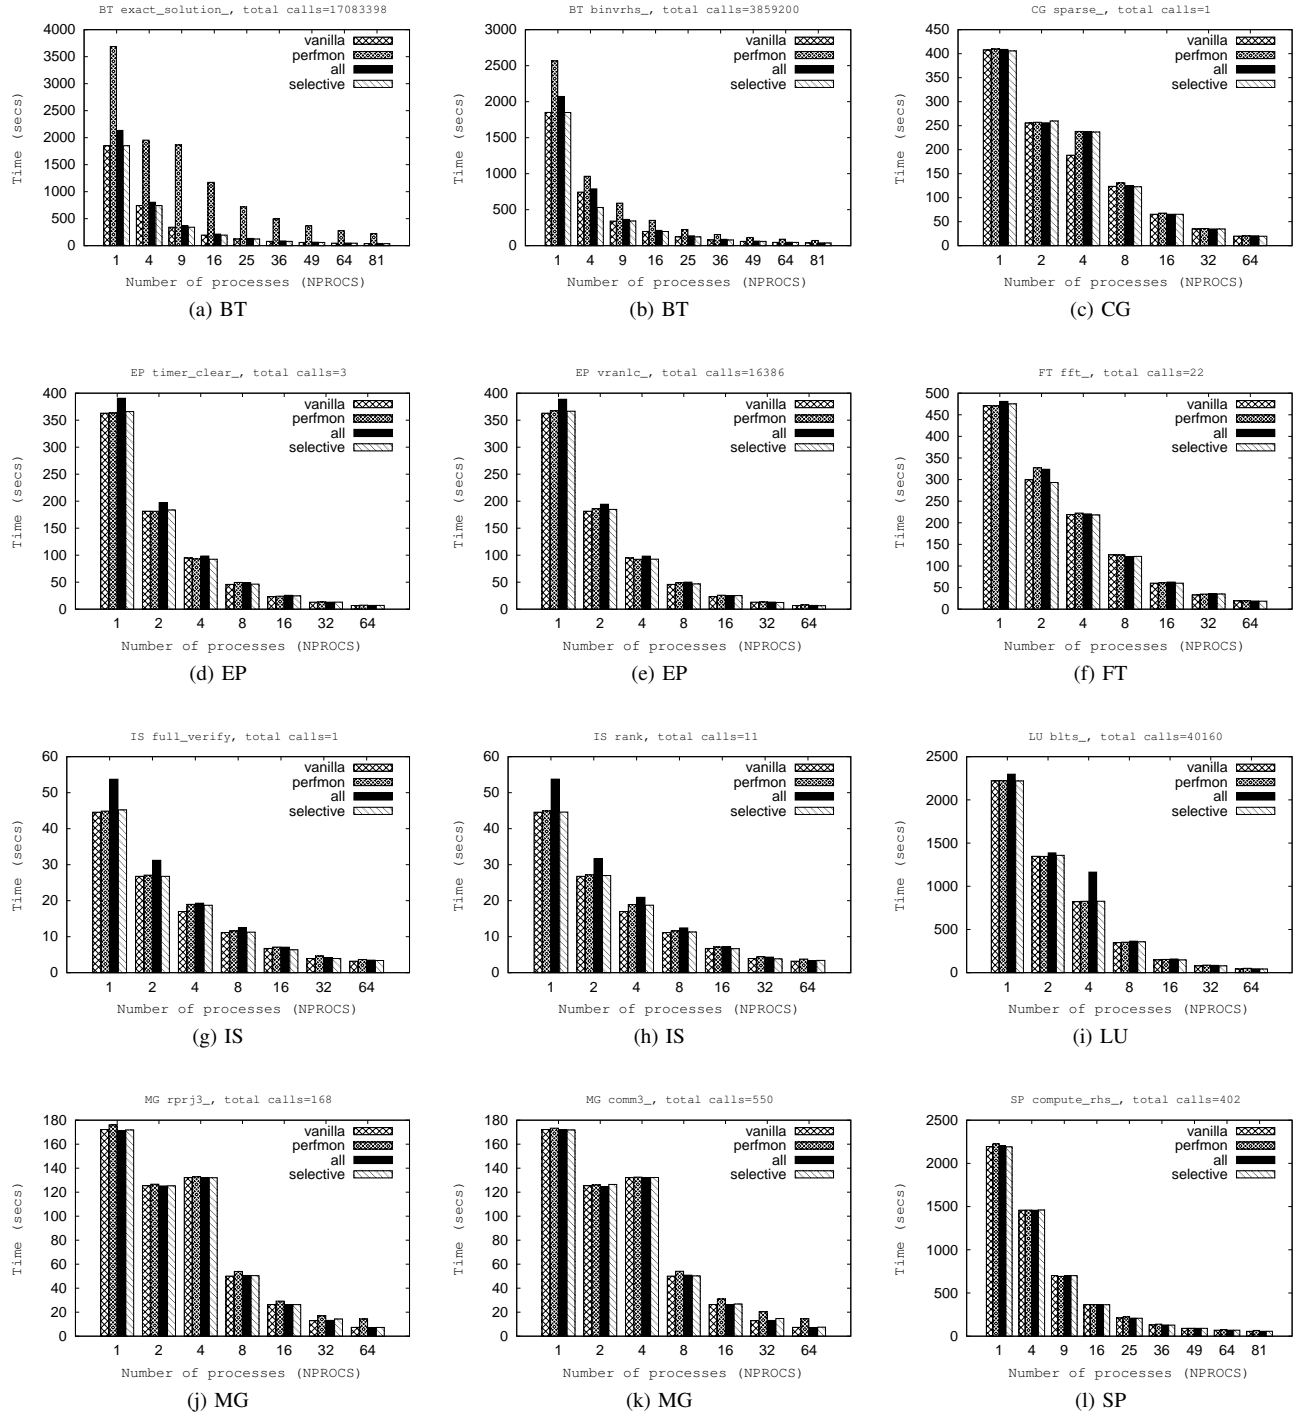 BT exact_solution_, total calls=17083398
4000
3500
3000
2500
2000
1500
1000
500
0
Time (secs)
vanilla
perfmon
all
selective
1 4 9 16 25 36 49 64 81
Number of processes (NPROCS)
(a) BT
BT binvrhs_, total calls=3859200
3000
2500
2000
1500
1000
500
0
Time (secs)
vanilla
perfmon
all
selective
1 4 9 16 25 36 49 64 81
Number of processes (NPROCS)
(b) BT
CG sparse_, total calls=1
450
400
350
300
250
200
150
100
50
0
Time (secs)
vanilla
perfmon
all
selective
1 2 4 8 16 32 64
Number of processes (NPROCS)
(c) CG
EP timer_clear_, total calls=3
400
350
300
250
200
150
100
50
0
Time (secs)
vanilla
perfmon
all
selective
1 2 4 8 16 32 64
Number of processes (NPROCS)
(d) EP
EP vranlc_, total calls=16386
400
350
300
250
200
150
100
50
0
Time (secs)
vanilla
perfmon
all
selective
1 2 4 8 16 32 64
Number of processes (NPROCS)
(e) EP
FT fft_, total calls=22
500
450
400
350
300
250
200
150
100
50
0
Time (secs)
vanilla
perfmon
all
selective
1 2 4 8 16 32 64
Number of processes (NPROCS)
(f) FT
IS full_verify, total calls=1
60
50
40
30
20
10
0
Time (secs)
vanilla
perfmon
all
selective
1 2 4 8 16 32 64
Number of processes (NPROCS)
(g) IS
IS rank, total calls=11
60
50
40
30
20
10
0
Time (secs)
vanilla
perfmon
all
selective
1 2 4 8 16 32 64
Number of processes (NPROCS)
(h) IS
LU blts_, total calls=40160
2500
2000
1500
1000
500
0
Time (secs)
vanilla
perfmon
all
selective
1 2 4 8 16 32 64
Number of processes (NPROCS)
(i) LU
MG rprj3_, total calls=168
180
160
140
120
100
80
60
40
20
0
Time (secs)
vanilla
perfmon
all
selective
1 2 4 8 16 32 64
Number of processes (NPROCS)
(j) MG
MG comm3_, total calls=550
180
160
140
120
100
80
60
40
20
0
Time (secs)
vanilla
perfmon
all
selective
1 2 4 8 16 32 64
Number of processes (NPROCS)
(k) MG
SP compute_rhs_, total calls=402
2500
2000
1500
1000
500
0
Time (secs)
vanilla
perfmon
all
selective
1 4 9 16 25 36 49 64 81
Number of processes (NPROCS)
(l) SP